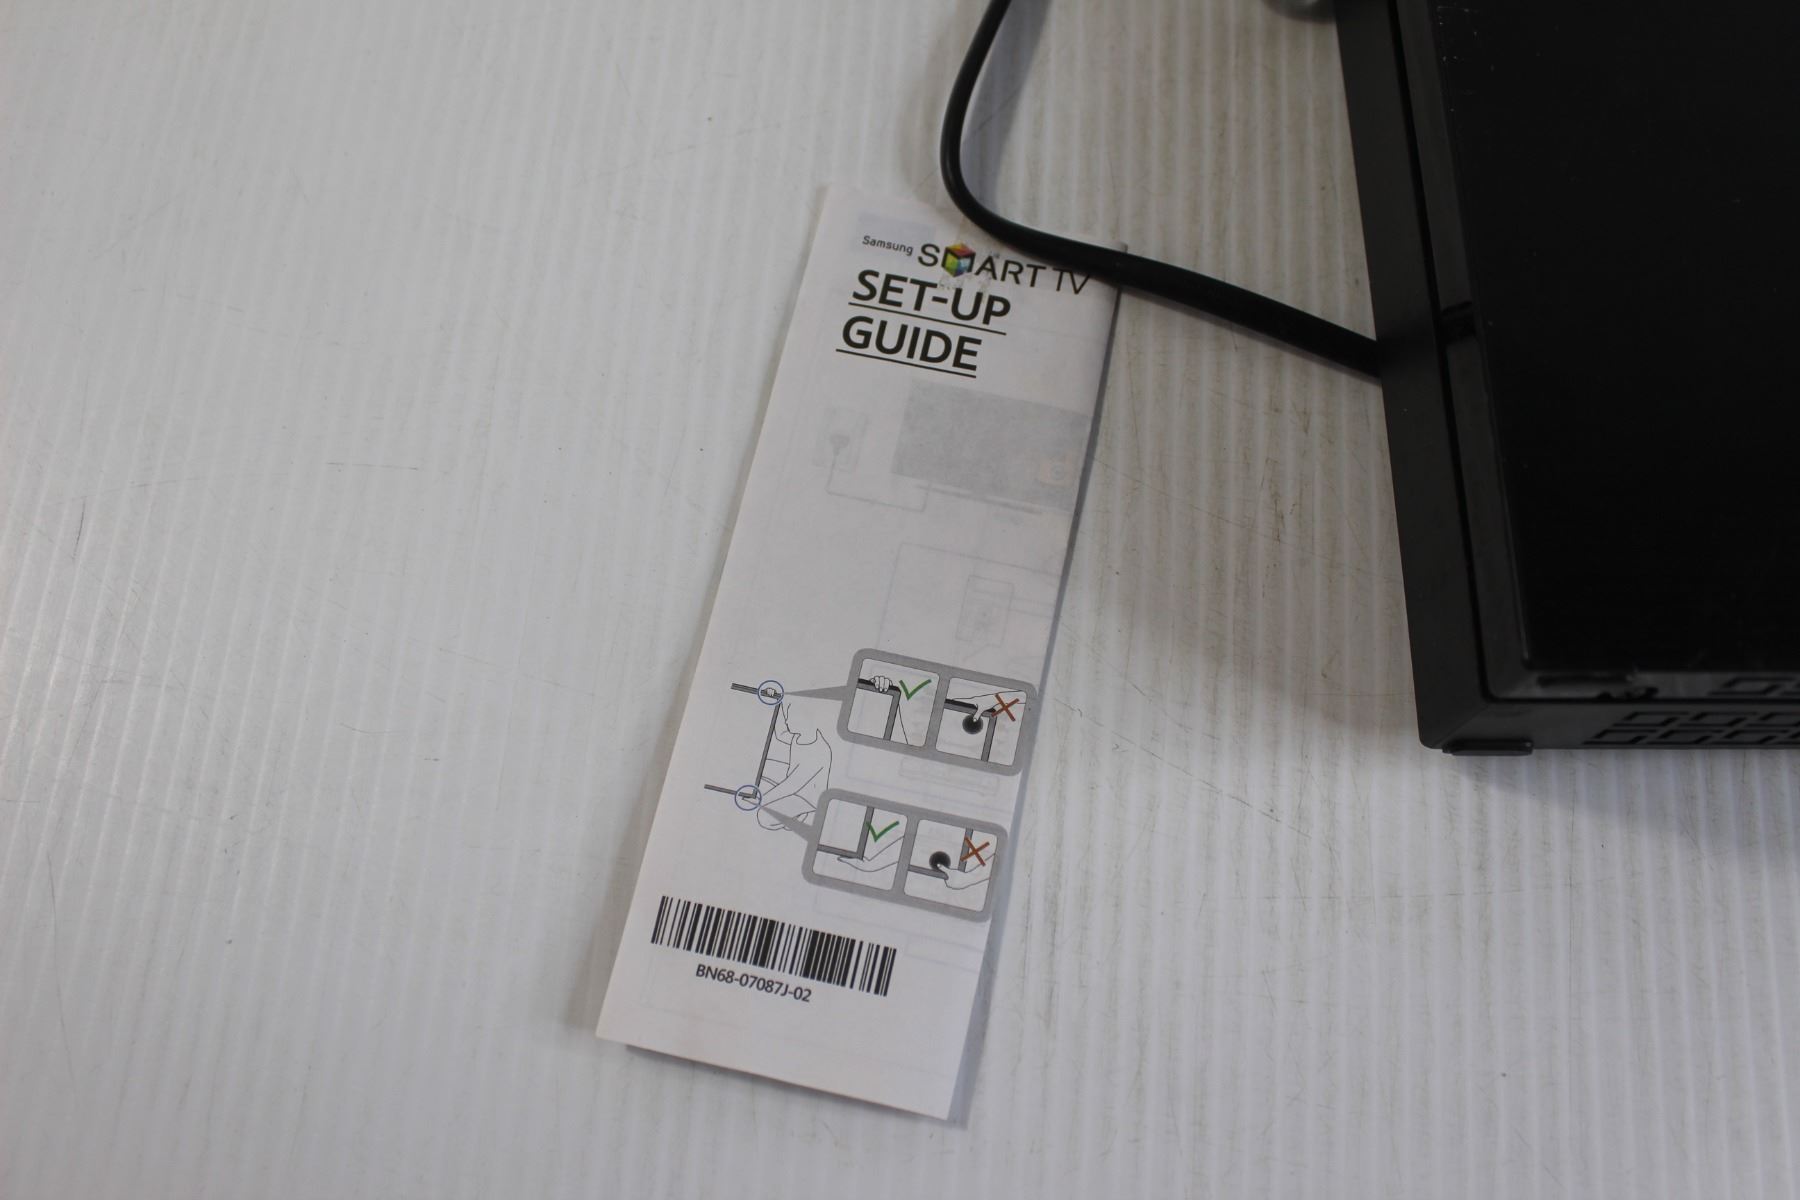 Samsung SMART TV
SET-UP
GUIDE
BN68-07087J-02